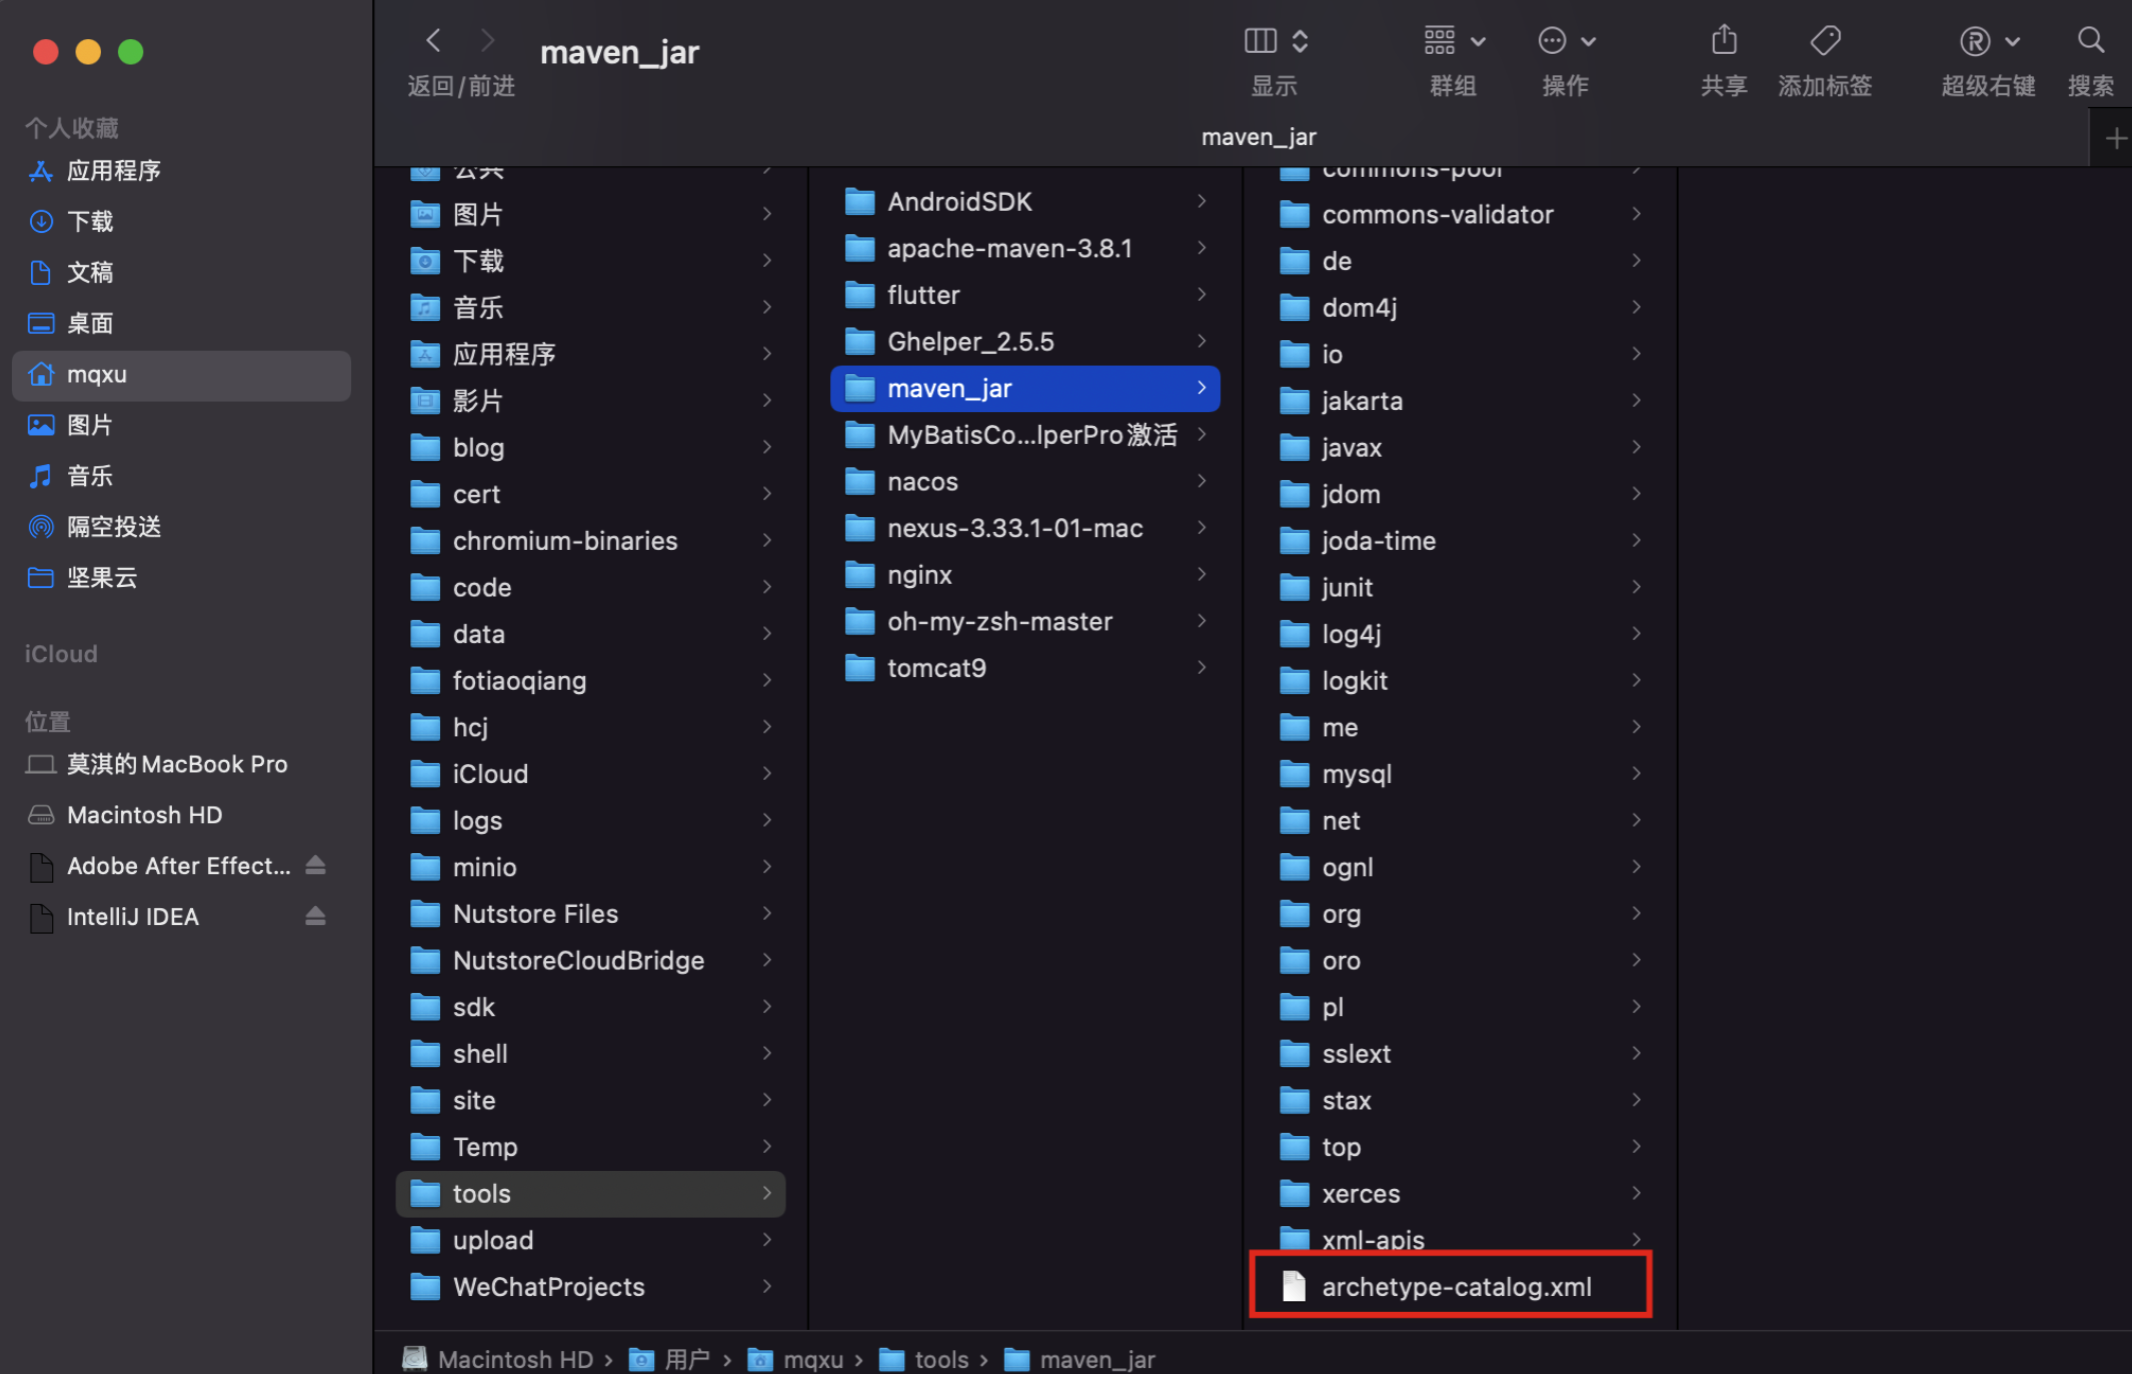 maven_jar
返回/前进
显示
群组
操作
共享
添加标签
超级右键
搜索
maven_jar
个人收藏
应用程序
下载
文稿
桌面
mqxu
图片
音乐
隔空投送
坚果云
iCloud
位置
莫淇的MacBook Pro
Macintosh HD
Adobe After Effect...
IntelliJ IDEA
公共
图片
下载
音乐
应用程序
影片
blog
cert
chromium-binaries
code
data
fotiaoqiang
hcj
iCloud
logs
minio
Nutstore Files
NutstoreCloudBridge
sdk
shell
site
Temp
tools
upload
WeChatProjects
AndroidSDK
apache-maven-3.8.1
flutter
Ghelper_2.5.5
maven_jar
MyBatisCo...lperPro激活
nacos
nexus-3.33.1-01-mac
nginx
oh-my-zsh-master
tomcat9
commons-pool
commons-validator
de
dom4j
io
jakarta
javax
jdom
joda-time
junit
log4j
logkit
me
mysql
net
ognl
org
oro
pl
sslext
stax
top
xerces
xml-apis
archetype-catalog.xml
Macintosh HD › 用户 › mqxu › tools › maven_jar